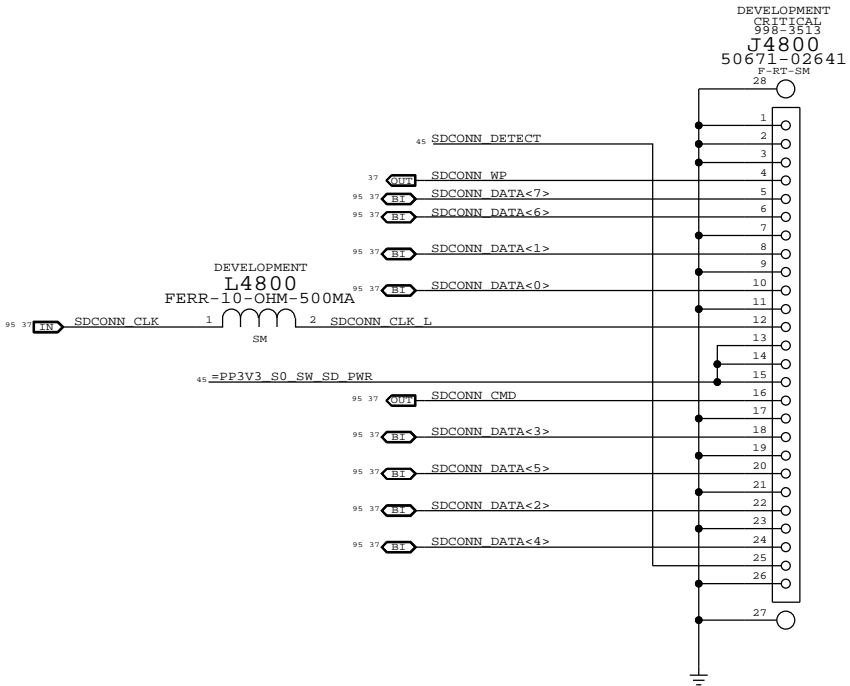 DEVELOPMENT
CRITICAL
998-3513
J4800
50671-02641
F-RT-SM
28
1
45 SDCONN_DETECT
2
3
37 OUT SDCONN_WP 4
95 37 BI SDCONN_DATA<7> 5
95 37 BI SDCONN_DATA<6> 6
7
95 37 BI SDCONN_DATA<1> 8
9
DEVELOPMENT
L4800
FERR-10-OHM-500MA
95 37 BI SDCONN_DATA<0> 10
11
95 37 IN SDCONN_CLK 1 2 SDCONN_CLK_L 12
SM
13
14
45 =PP3V3_S0_SW_SD_PWR 15
95 37 OUT SDCONN_CMD 16
17
95 37 BI SDCONN_DATA<3> 18
19
95 37 BI SDCONN_DATA<5> 20
21
95 37 BI SDCONN_DATA<2> 22
23
95 37 BI SDCONN_DATA<4> 24
25
26
27